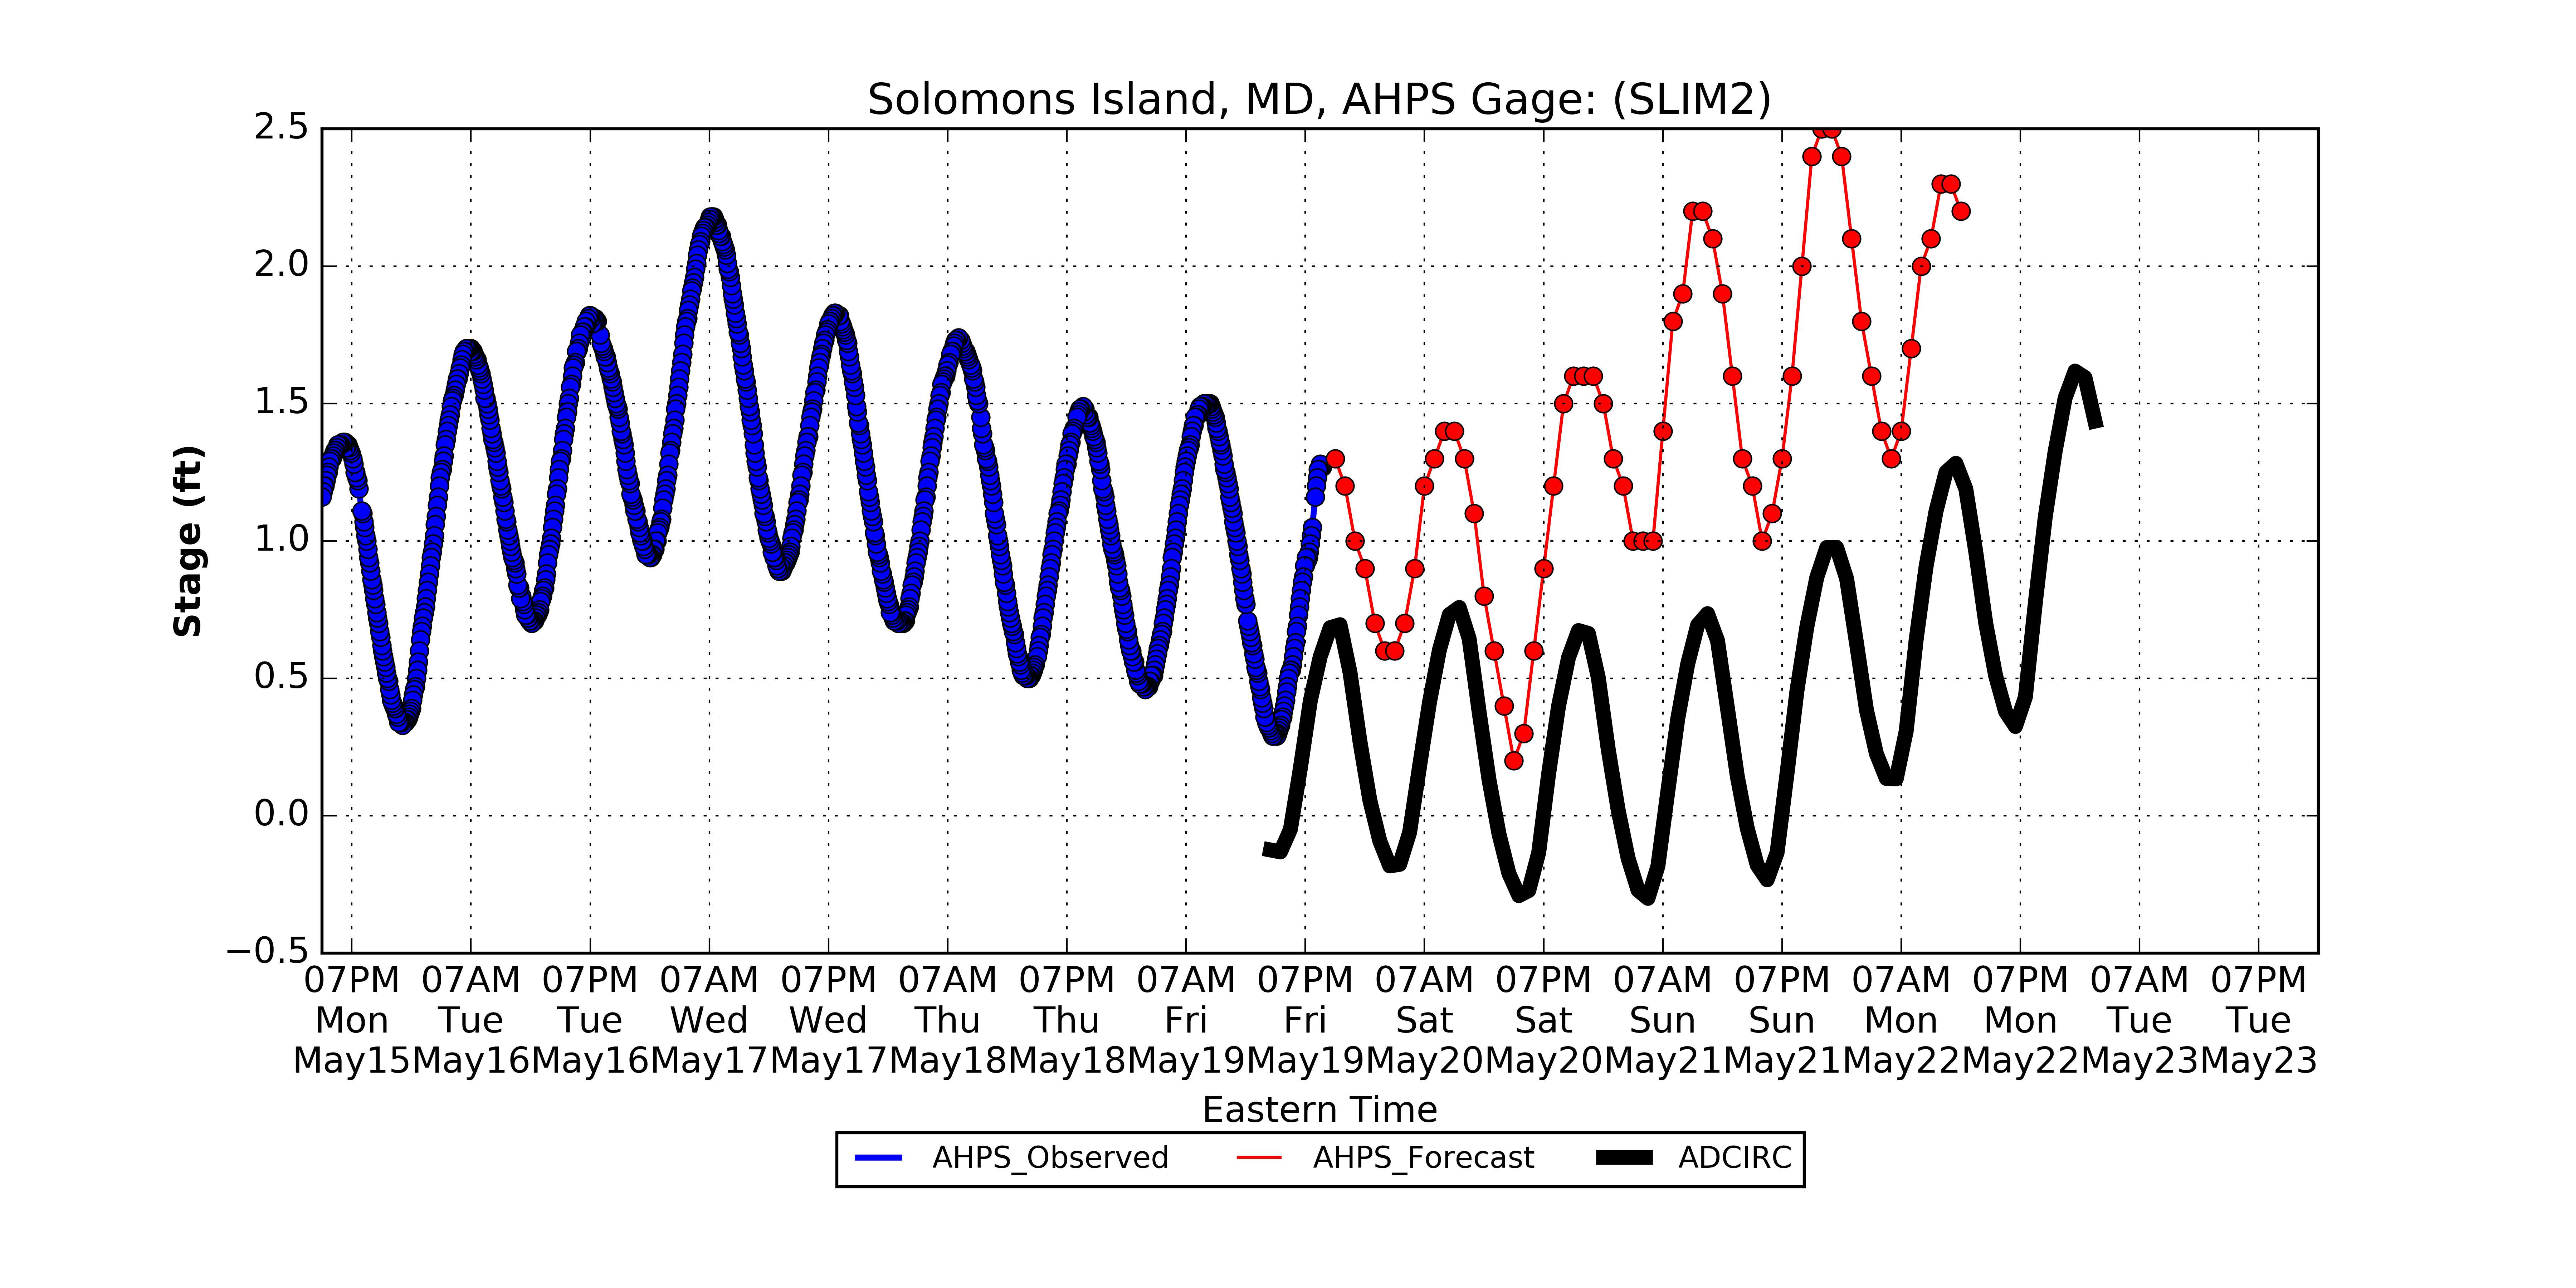 Solomons Island, MD, AHPS Gage: (SLIM2)
2.5
2.0
1.5
1.0
0.5
0.0
−0.5
Stage (ft)
07PM 07AM 07PM 07AM 07PM 07AM 07PM 07AM 07PM 07AM 07PM 07AM 07PM 07AM 07PM 07AM 07PM
Mon Tue Tue Wed Wed Thu Thu Fri Fri Sat Sat Sun Sun Mon Mon Tue Tue
May15 May16 May16 May17 May17 May18 May18 May19 May19 May20 May20 May21 May21 May22 May22 May23 May23
Eastern Time
AHPS_Observed AHPS_Forecast ADCIRC